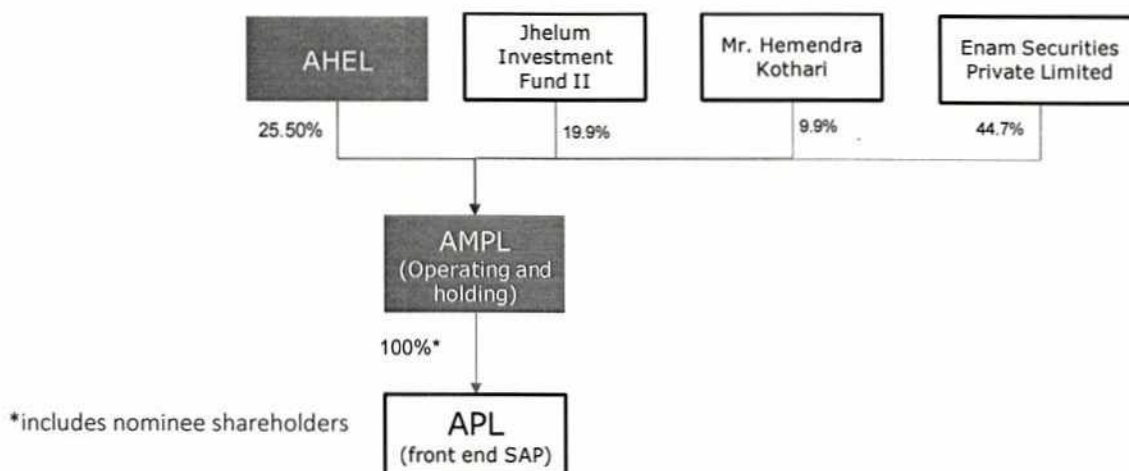 AHEL
Jhelum
Investment
Fund II
Mr. Hemendra
Kothari
Enam Securities
Private Limited
25.50%
19.9%
9.9%
44.7%
AMPL
(Operating and
holding)
100%*
*includes nominee shareholders
APL
(front end SAP)